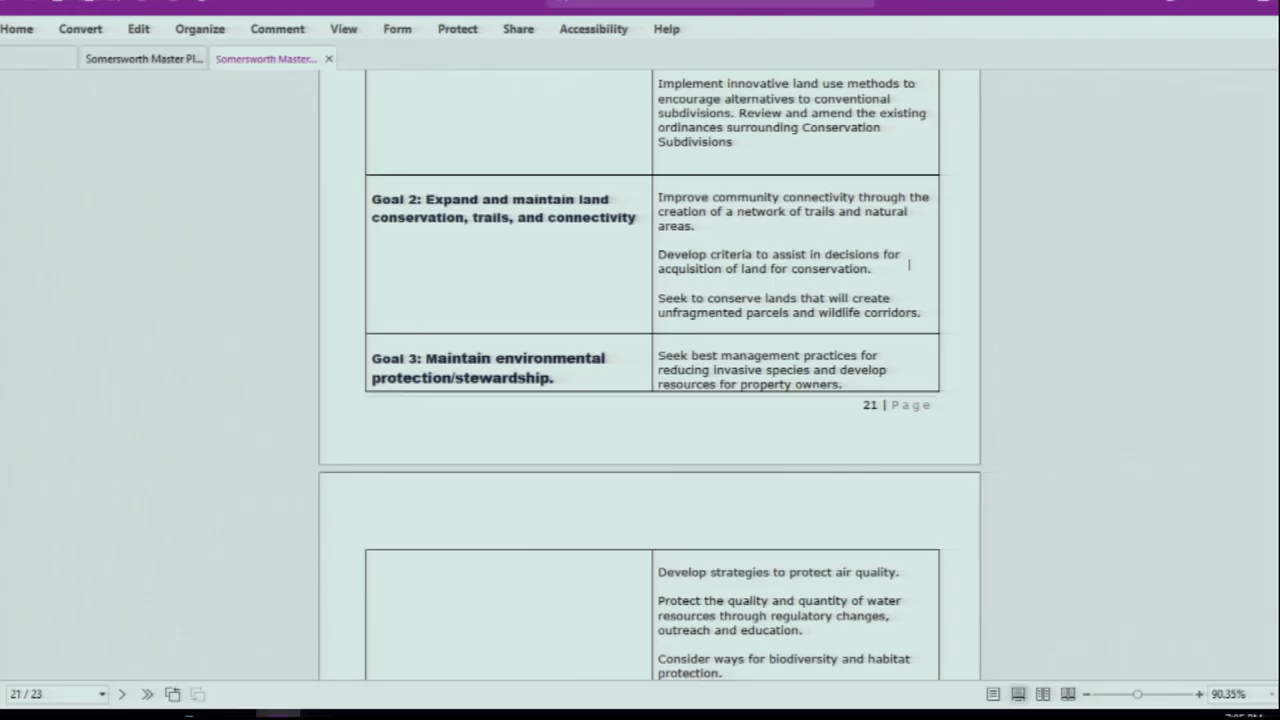 Home Convert Edit Organize Comment View Form Protect Share Accessibility Help
Somersworth Master Pl... Somersworth Master...
Implement innovative land use methods to
encourage alternatives to conventional
subdivisions. Review and amend the existing
ordinances surrounding Conservation
Subdivisions
Goal 2: Expand and maintain land
conservation, trails, and connectivity
Improve community connectivity through the
creation of a network of trails and natural
areas.
Develop criteria to assist in decisions for
acquisition of land for conservation.
Seek to conserve lands that will create
unfragmented parcels and wildlife corridors.
Goal 3: Maintain environmental
protection/stewardship.
Seek best management practices for
reducing invasive species and develop
resources for property owners.
21 | Page
Develop strategies to protect air quality.
Protect the quality and quantity of water
resources through regulatory changes,
outreach and education.
Consider ways for biodiversity and habitat
protection.
21 / 23
90.35%